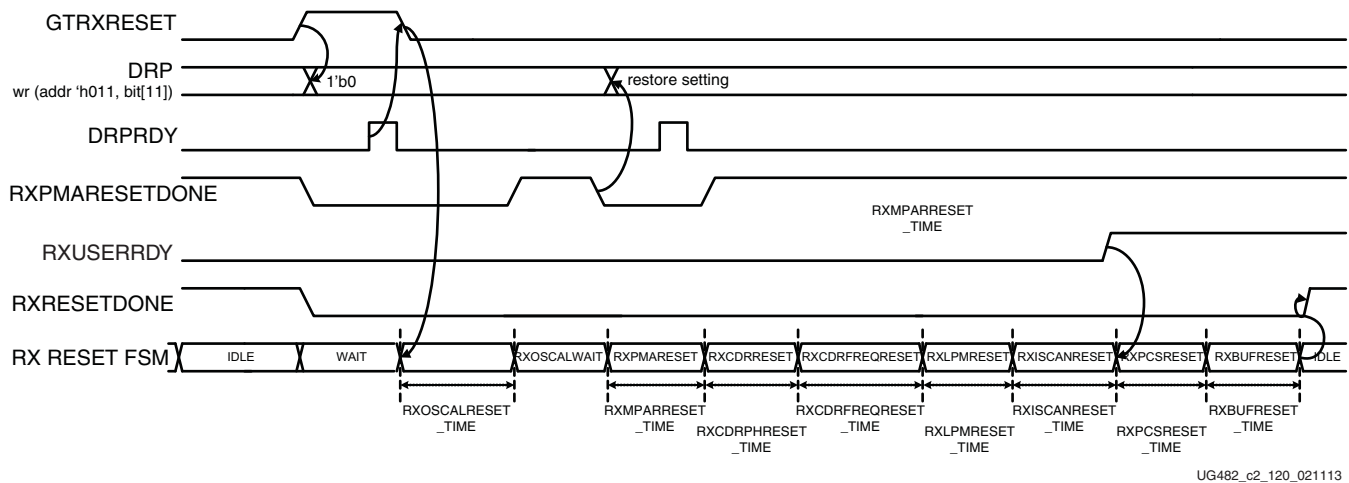 GTRXRESET
DRP
wr (addr ‘h011, bit[11])
1’b0
restore setting
DRPRDY
RXPMARESETDONE
RXMPARRESET
_TIME
RXUSERRDY
RXRESETDONE
RX RESET FSM
IDLE
WAIT
RXOSCALWAIT
RXPMARESET
RXCDRRESET
RXCDRFREQRESET
RXLPMRESET
RXISCANRESET
RXPCSRESET
RXBUFRESET
IDLE
RXOSCALRESET
_TIME
RXMPARRESET
_TIME
RXCDRPHRESET
_TIME
RXCDRFREQRESET
_TIME
RXLPMRESET
_TIME
RXISCANRESET
_TIME
RXPCSRESET
_TIME
RXBUFRESET
_TIME
UG482_c2_120_021113